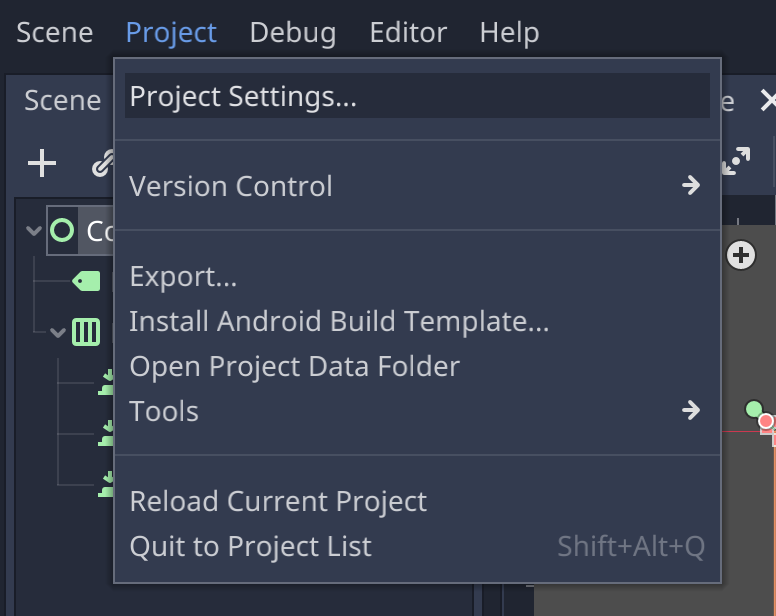 Scene Project Debug Editor Help
Scene
Project Settings...
Version Control
Co
Export...
Install Android Build Template...
Open Project Data Folder
Tools
Reload Current Project
Quit to Project List Shift+Alt+Q